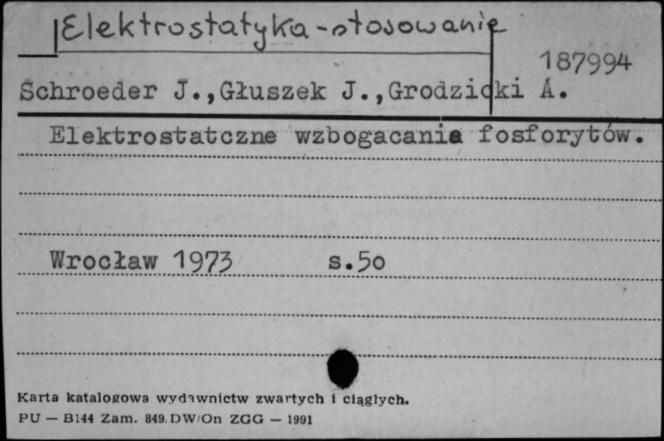 Elektrostatyka - stosowanie
187994
Schroeder J.,Głuszek J.,Grodzicki A.
Elektrostatczne wzbogacania fosforytów.
Wrocław 1973 s.50
Karta katalogowa wydawnictw zwartych i ciągłych.
PU — B144 Zam. 849. DW/On ZGG — 1991